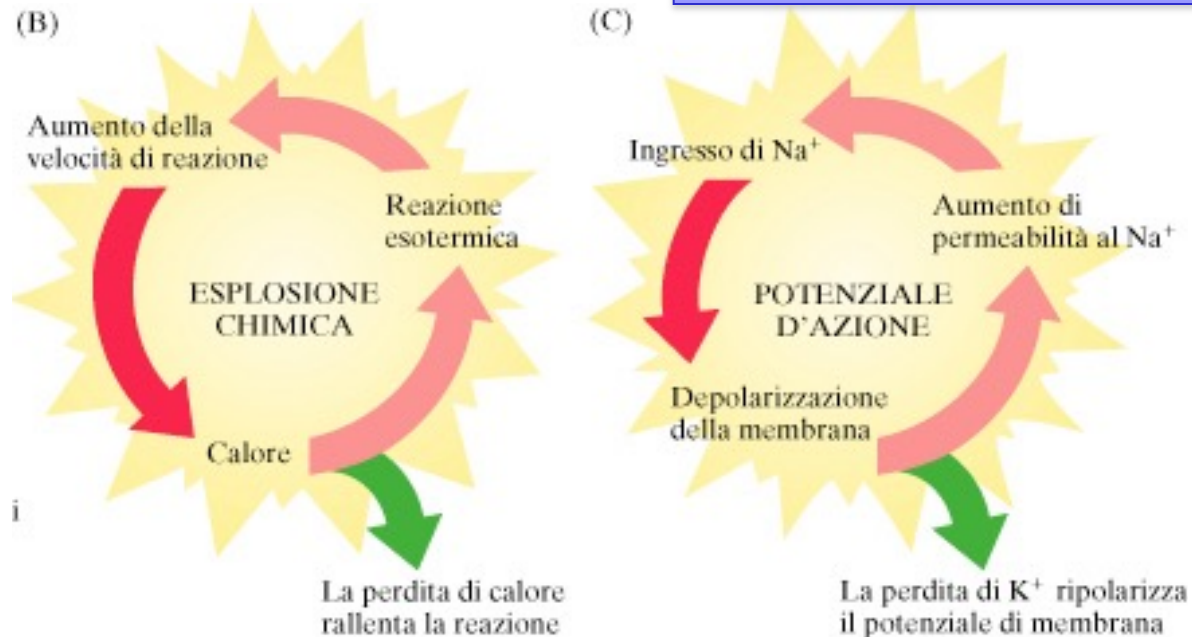 (B)
Aumento della
velocità di reazione
Reazione
esotermica
ESPLOSIONE
CHIMICA
Calore
i
La perdita di calore
rallenta la reazione
(C)
Ingresso di Na⁺
Aumento di
permeabilità al Na⁺
POTENZIALE
D'AZIONE
Depolarizzazione
della membrana
La perdita di K⁺ ripolarizza
il potenziale di membrana